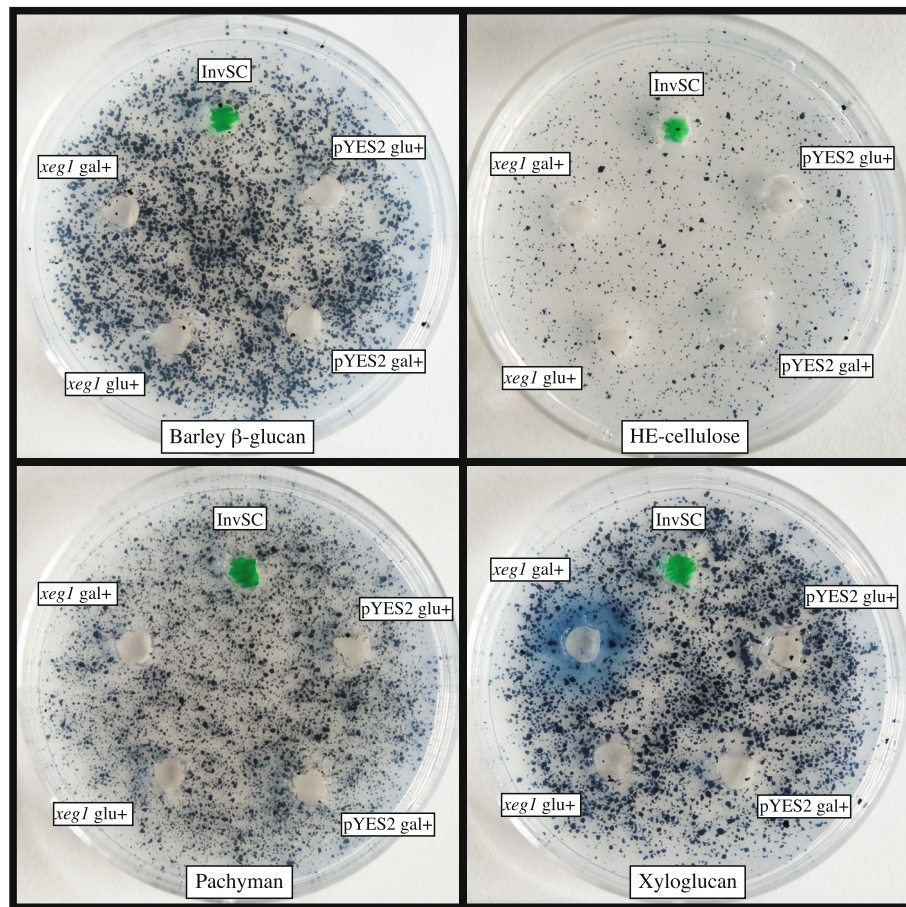 InvSC
xeg1 gal+
pYES2 glu+
xeg1 glu+
pYES2 gal+
Barley β-glucan
InvSC
xeg1 gal+
pYES2 glu+
xeg1 glu+
pYES2 gal+
HE-cellulose
InvSC
xeg1 gal+
pYES2 glu+
xeg1 glu+
pYES2 gal+
Pachyman
InvSC
xeg1 gal+
pYES2 glu+
xeg1 glu+
pYES2 gal+
Xyloglucan